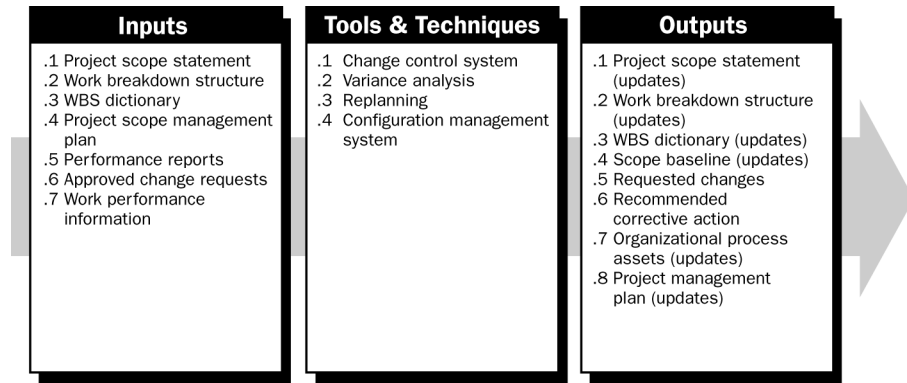 Inputs
.1 Project scope statement
.2 Work breakdown structure
.3 WBS dictionary
.4 Project scope management
plan
.5 Performance reports
.6 Approved change requests
.7 Work performance
information
Tools & Techniques
.1 Change control system
.2 Variance analysis
.3 Replanning
.4 Configuration management
system
Outputs
.1 Project scope statement
(updates)
.2 Work breakdown structure
(updates)
.3 WBS dictionary (updates)
.4 Scope baseline (updates)
.5 Requested changes
.6 Recommended
corrective action
.7 Organizational process
assets (updates)
.8 Project management
plan (updates)